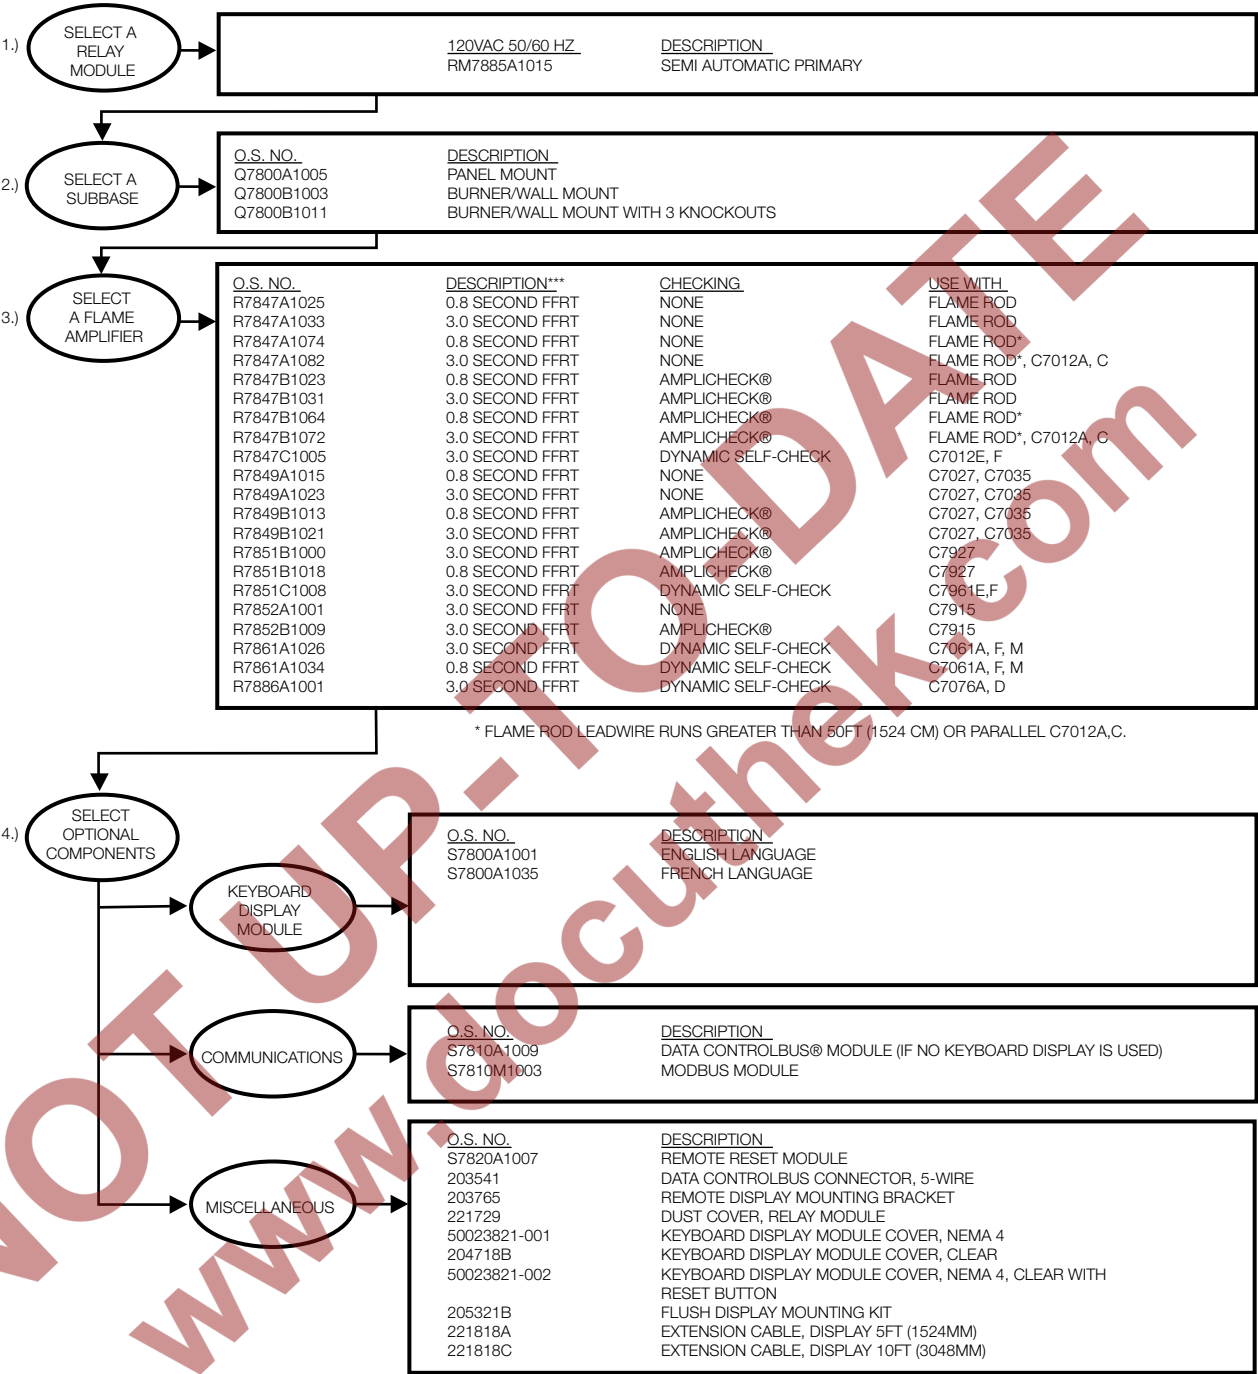 1.)
SELECT A
RELAY
MODULE
120VAC 50/60 HZ DESCRIPTION
RM7885A1015 SEMI AUTOMATIC PRIMARY
2.)
SELECT A
SUBBASE
O.S. NO. DESCRIPTION
Q7800A1005 PANEL MOUNT
Q7800B1003 BURNER/WALL MOUNT
Q7800B1011 BURNER/WALL MOUNT WITH 3 KNOCKOUTS
3.)
SELECT
A FLAME
AMPLIFIER
O.S. NO. DESCRIPTION*** CHECKING USE WITH
R7847A1025 0.8 SECOND FFRT NONE FLAME ROD
R7847A1033 3.0 SECOND FFRT NONE FLAME ROD
R7847A1074 0.8 SECOND FFRT NONE FLAME ROD*
R7847A1082 3.0 SECOND FFRT NONE FLAME ROD*, C7012A, C
R7847B1023 0.8 SECOND FFRT AMPLICHECK® FLAME ROD
R7847B1031 3.0 SECOND FFRT AMPLICHECK® FLAME ROD
R7847B1064 0.8 SECOND FFRT AMPLICHECK® FLAME ROD*
R7847B1072 3.0 SECOND FFRT AMPLICHECK® FLAME ROD*, C7012A, C
R7847C1005 3.0 SECOND FFRT DYNAMIC SELF-CHECK C7012E, F
R7849A1015 0.8 SECOND FFRT NONE C7027, C7035
R7849A1023 3.0 SECOND FFRT NONE C7027, C7035
R7849B1013 0.8 SECOND FFRT AMPLICHECK® C7027, C7035
R7849B1021 3.0 SECOND FFRT AMPLICHECK® C7027, C7035
R7851B1000 3.0 SECOND FFRT AMPLICHECK® C7927
R7851B1018 0.8 SECOND FFRT AMPLICHECK® C7927
R7851C1008 3.0 SECOND FFRT DYNAMIC SELF-CHECK C7961E,F
R7852A1001 3.0 SECOND FFRT NONE C7915
R7852B1009 3.0 SECOND FFRT AMPLICHECK® C7915
R7861A1026 3.0 SECOND FFRT DYNAMIC SELF-CHECK C7061A, F, M
R7861A1034 0.8 SECOND FFRT DYNAMIC SELF-CHECK C7061A, F, M
R7886A1001 3.0 SECOND FFRT DYNAMIC SELF-CHECK C7076A, D
* FLAME ROD LEADWIRE RUNS GREATER THAN 50FT (1524 CM) OR PARALLEL C7012A,C.
4.)
SELECT
OPTIONAL
COMPONENTS
KEYBOARD
DISPLAY
MODULE
O.S. NO. DESCRIPTION
S7800A1001 ENGLISH LANGUAGE
S7800A1035 FRENCH LANGUAGE
COMMUNICATIONS
O.S. NO. DESCRIPTION
S7810A1009 DATA CONTROLBUS® MODULE (IF NO KEYBOARD DISPLAY IS USED)
S7810M1003 MODBUS MODULE
MISCELLANEOUS
O.S. NO. DESCRIPTION
S7820A1007 REMOTE RESET MODULE
203541 DATA CONTROLBUS CONNECTOR, 5-WIRE
203765 REMOTE DISPLAY MOUNTING BRACKET
221729 DUST COVER, RELAY MODULE
50023821-001 KEYBOARD DISPLAY MODULE COVER, NEMA 4
204718B KEYBOARD DISPLAY MODULE COVER, CLEAR
50023821-002 KEYBOARD DISPLAY MODULE COVER, NEMA 4, CLEAR WITH
RESET BUTTON
205321B FLUSH DISPLAY MOUNTING KIT
221818A EXTENSION CABLE, DISPLAY 5FT (1524MM)
221818C EXTENSION CABLE, DISPLAY 10FT (3048MM)
NOT UP-TO-DATE
www.docuthek.com